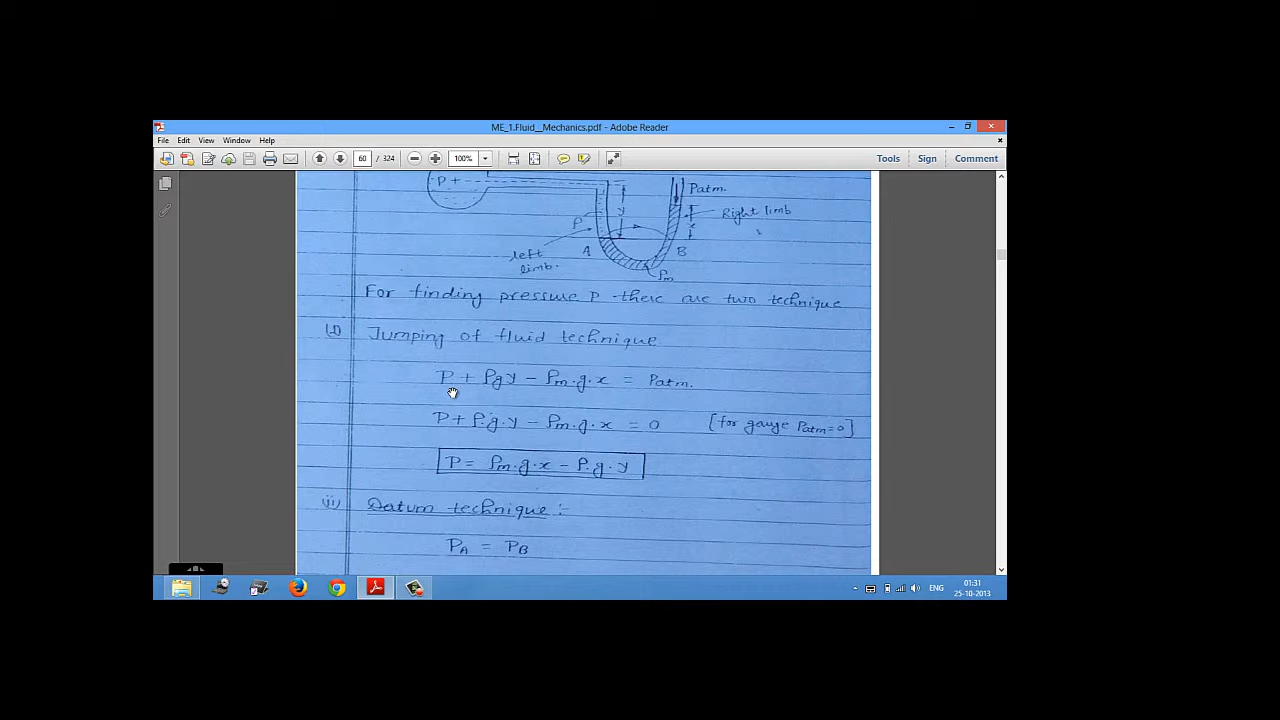 ME_1.Fluid__Mechanics.pdf - Adobe Reader
File Edit View Window Help
60 / 324 100% Tools Sign Comment
P +
Patm.
Right limb
y
x
ρ
A
B
left
limb.
ρm
For finding pressure P there are two technique
Jumping of fluid technique
P + ρgy - ρm.g.x = Patm.
P + ρ.g.y - ρm.g.x = 0 [for gauge Patm=0]
P = ρm.g.x - ρ.g.y
(ii) Datum technique :-
PA = PB
ENG
01:31
25-10-2013